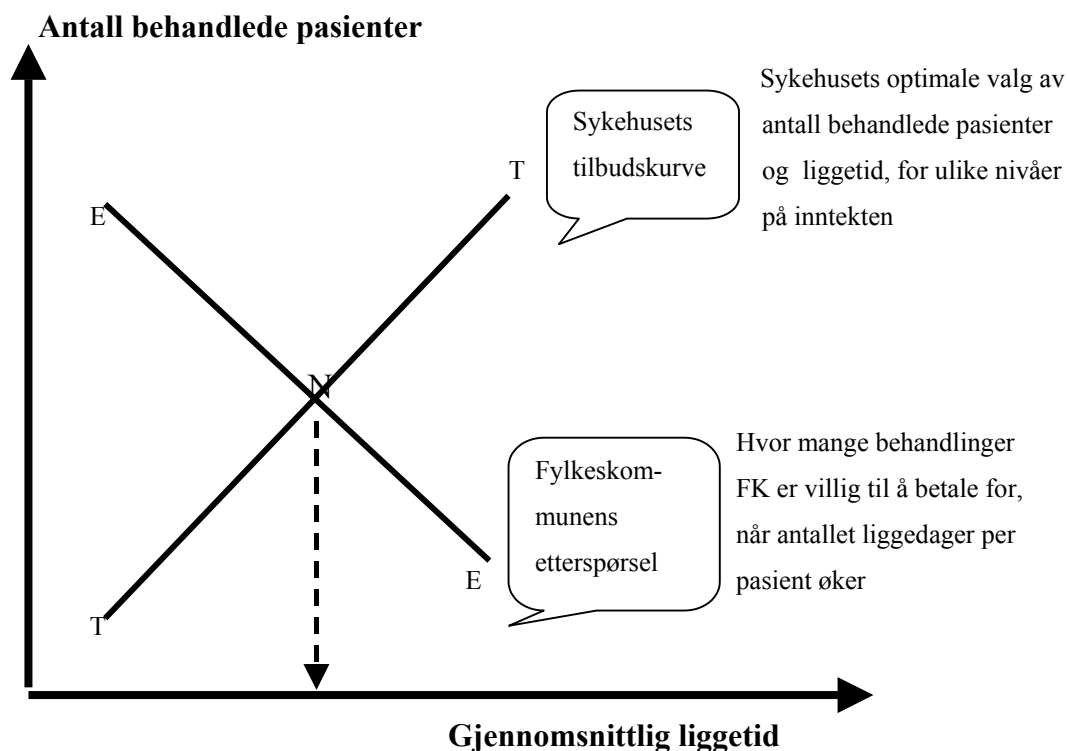 Antall behandlede pasienter
Sykehusets
tilbudskurve
Sykehusets optimale valg av
antall behandlede pasienter
og liggetid, for ulike nivåer
på inntekten
T
E
N
Fylkeskom-
munens
etterspørsel
Hvor mange behandlinger
FK er villig til å betale for,
når antallet liggedager per
pasient øker
E
T
Gjennomsnittlig liggetid